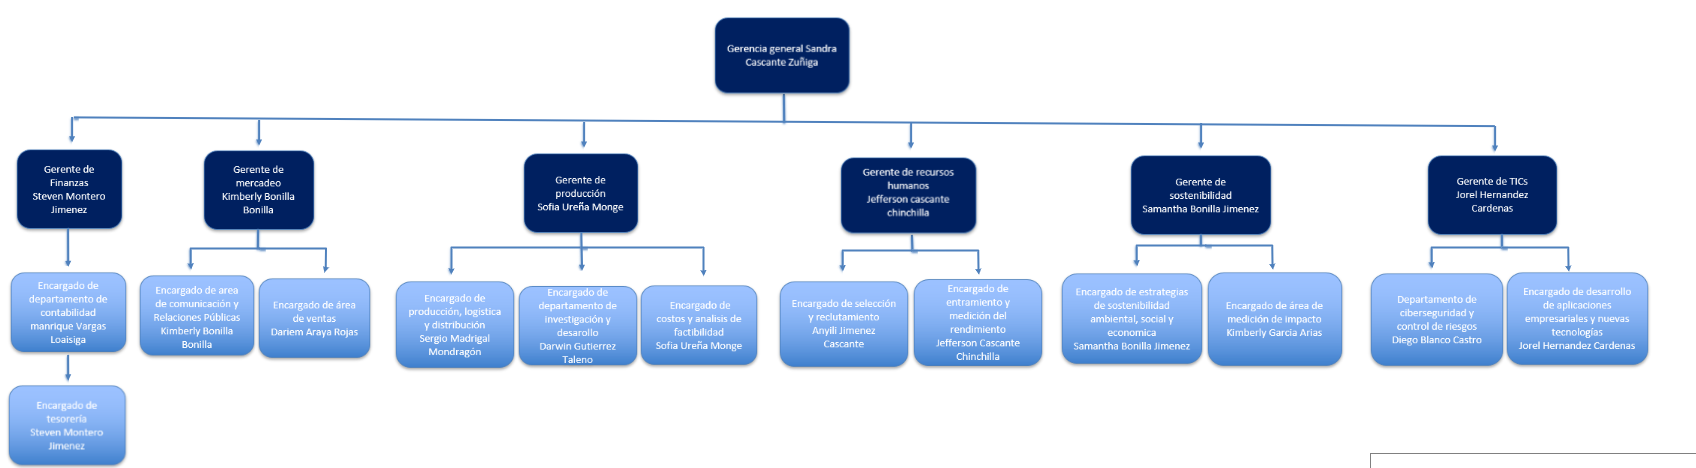 Gerencia general Sandra
Cascante Zuñiga
Gerente de
Finanzas
Steven Montero
Jimenez
Gerente de
mercadeo
Kimberly Bonilla
Bonilla
Gerente de
producción
Sofia Ureña Monge
Gerente de recursos
humanos
Jefferson cascante
chinchilla
Gerente de
sostenibilidad
Samantha Bonilla Jimenez
Gerente de TICs
Jorel Hernandez
Cardenas
Encargado de
departamento de
contabilidad
manrique Vargas
Loaisiga
Encargado de area
de comunicación y
Relaciones Públicas
Kimberly Bonilla
Bonilla
Encargado de área
de ventas
Dariem Araya Rojas
Encargado de
producción, logistica
y distribución
Sergio Madrigal
Mondragón
Encargado de
departamento de
investigación y
desarollo
Darwin Gutierrez
Taleno
Encargado de
costos y analisis de
factibilidad
Sofia Ureña Monge
Encargado de selección
y reclutamiento
Anyili Jimenez
Cascante
Encargado de
entramiento y
medición del
rendimiento
Jefferson Cascante
Chinchilla
Encargado de estrategias
de sostenibilidad
ambiental, social y
economica
Samantha Bonilla Jimenez
Encargado de área de
medición de impacto
Kimberly Garcia Arias
Departamento de
ciberseguridad y
control de riesgos
Diego Blanco Castro
Encargado de desarrollo
de aplicaciones
empresariales y nuevas
tecnologías
Jorel Hernandez Cardenas
Encargado de
tesorería
Steven Montero
Jimenez